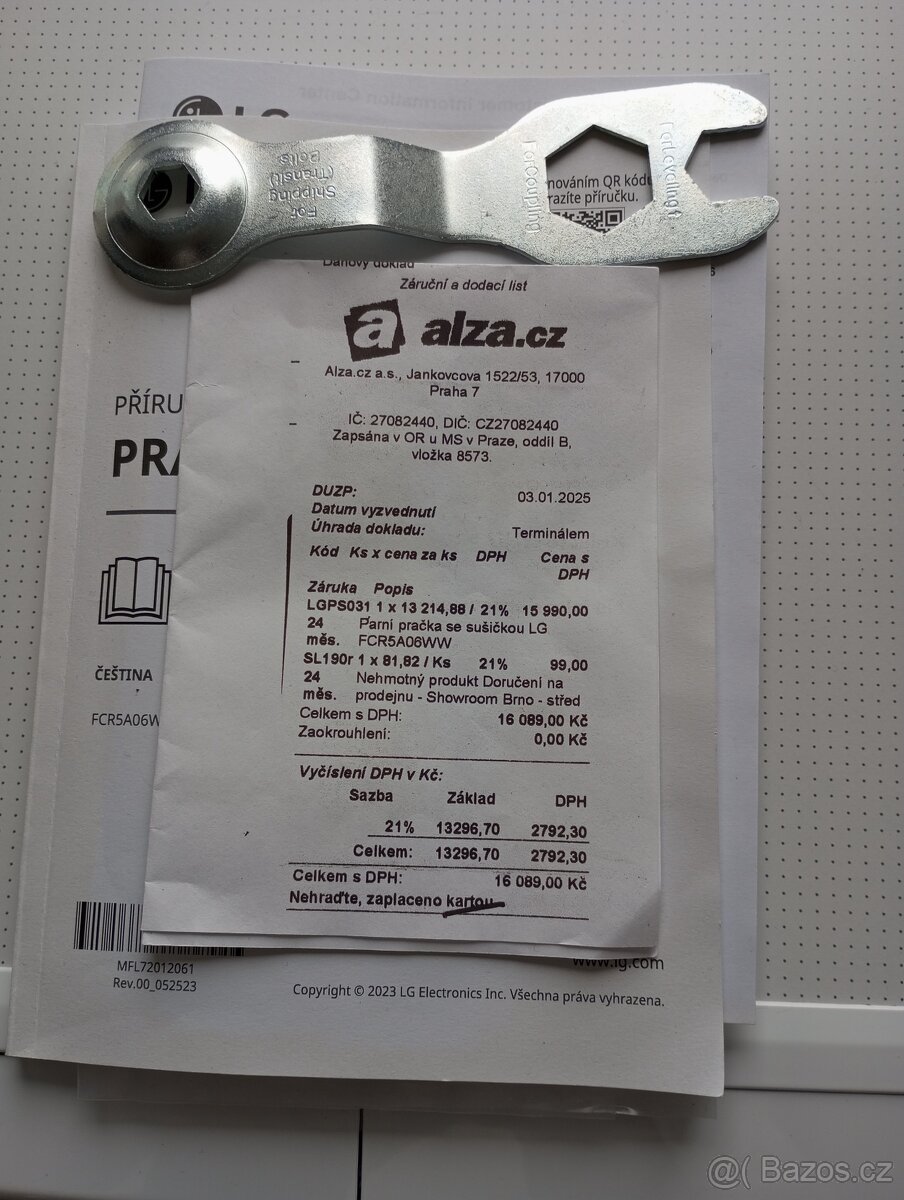 LG
mer Information Center
For
Shipping
(Transit)
Bolts
For Coupling
For Levelling
nováním QR kódu
razíte příručku.
Daňový doklad
Záruční a dodací list
a alza.cz
Alza.cz a.s., Jankovcova 1522/53, 17000
Praha 7
IČ: 27082440, DIČ: CZ27082440
Zapsána v OR u MS v Praze, oddíl B,
vložka 8573.
DUZP: 03.01.2025
Datum vyzvednutí
Úhrada dokladu: Terminálem
Kód Ks x cena za ks DPH Cena s
DPH
Záruka Popis
LGPS031 1 x 13 214,88 / 21% 15 990,00
24 Parní pračka se sušičkou LG
měs. FCR5A06WW
SL190r 1 x 81,82 / Ks 21% 99,00
24 Nehmotný produkt Doručení na
měs. prodejnu - Showroom Brno - střed
Celkem s DPH: 16 089,00 Kč
Zaokrouhlení: 0,00 Kč
Vyčíslení DPH v Kč:
Sazba Základ DPH
21% 13296,70 2792,30
Celkem: 13296,70 2792,30
Celkem s DPH: 16 089,00 Kč
Nehraďte, zaplaceno kartou
PŘÍRU
PRA
ČEŠTINA
FCR5A06W
MFL72012061
Rev.00_052523
www.lg.com
Copyright © 2023 LG Electronics Inc. Všechna práva vyhrazena.
@( Bazos.cz